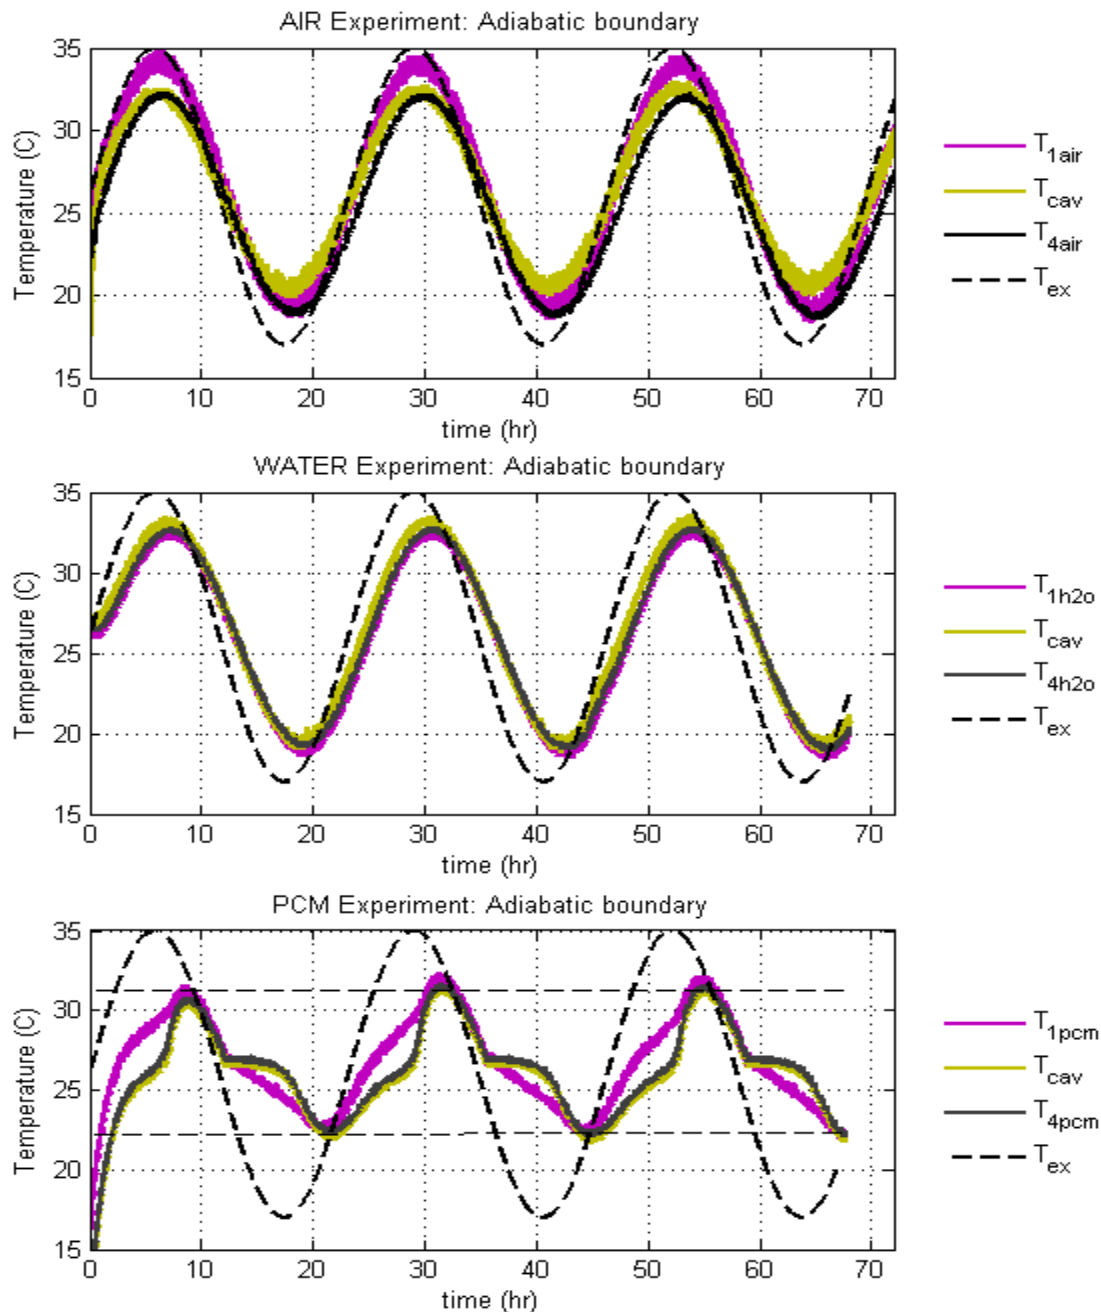 AIR Experiment: Adiabatic boundary
35
30
25
20
15
Temperature (C)
0 10 20 30 40 50 60 70
time (hr)
T1air
Tcav
T4air
Tex
WATER Experiment: Adiabatic boundary
35
30
25
20
15
Temperature (C)
0 10 20 30 40 50 60 70
time (hr)
T1h2o
Tcav
T4h2o
Tex
PCM Experiment: Adiabatic boundary
35
30
25
20
15
Temperature (C)
0 10 20 30 40 50 60 70
time (hr)
T1pcm
Tcav
T4pcm
Tex